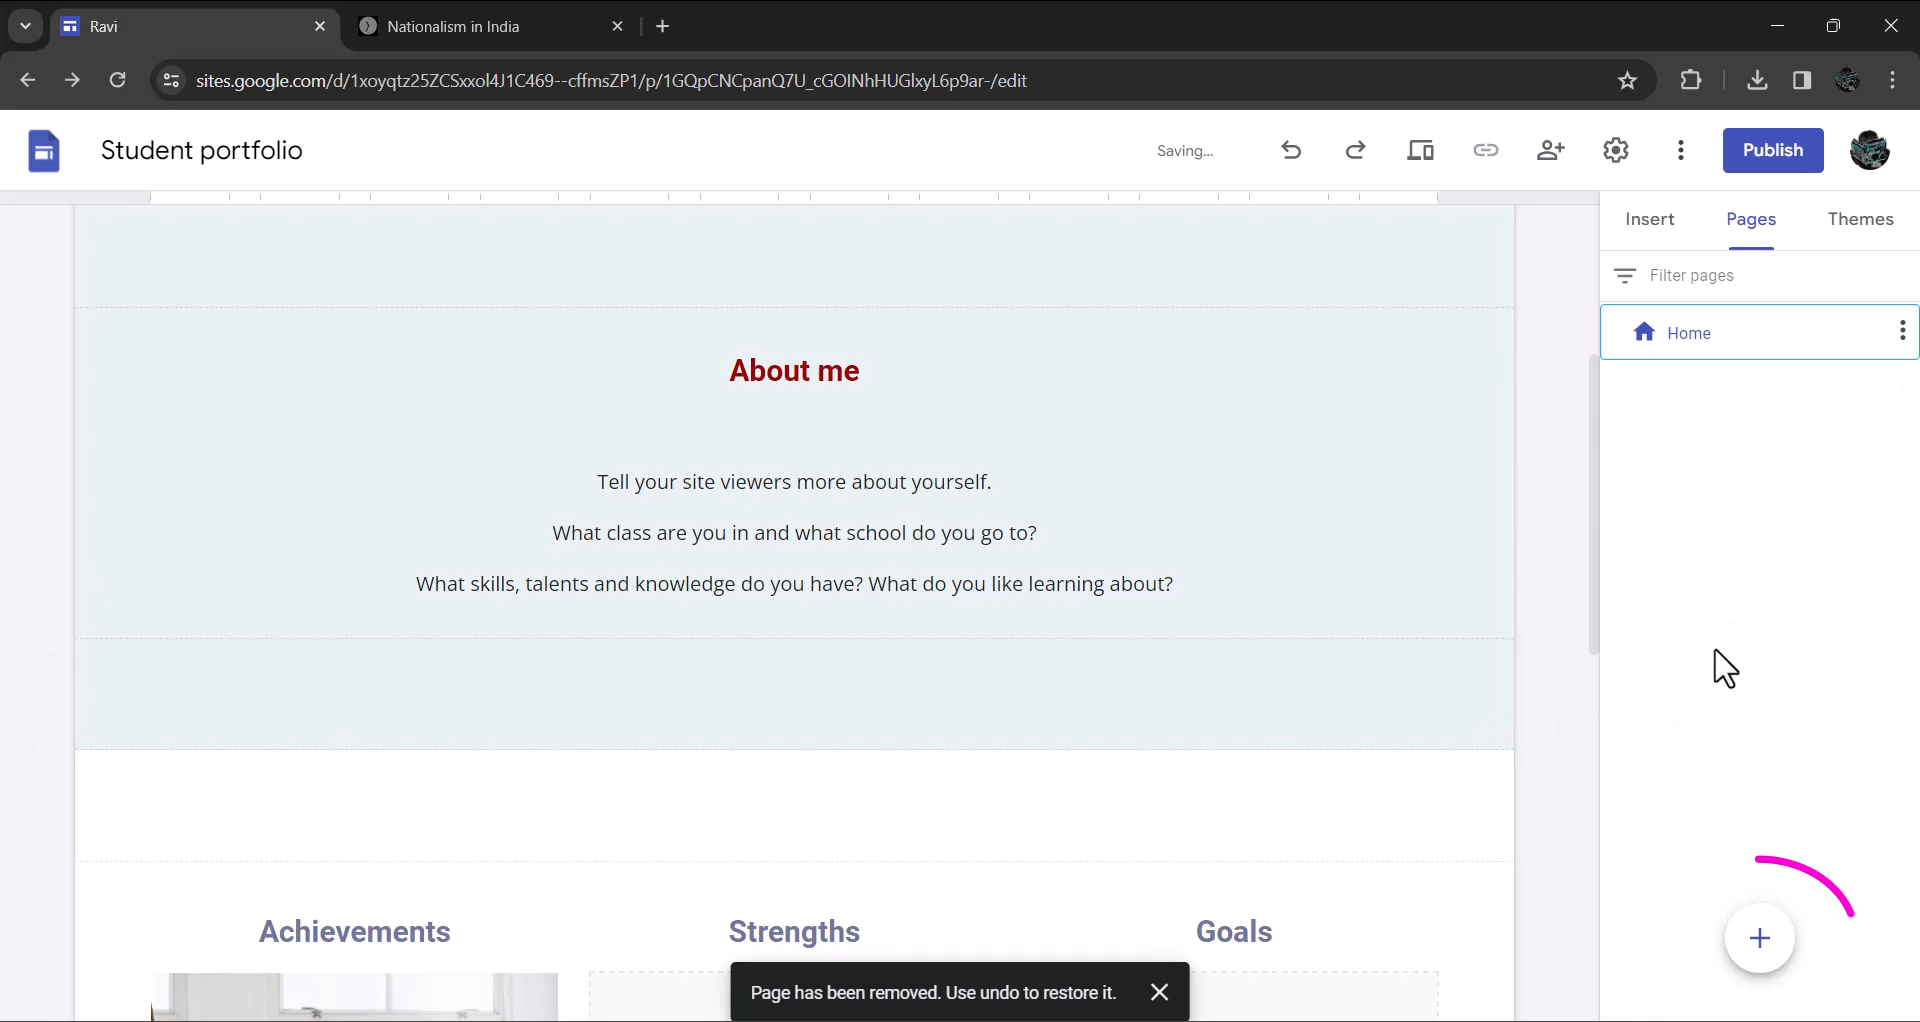 Ravi
Nationalism in India
sites.google.com/d/1xoyqtz25ZCSxxol4J1C469--cffmsZP1/p/1GQpCNCpanQ7U_cGOINhHUGlxyL6p9ar-/edit
Student portfolio
Saving...
Publish
Insert
Pages
Themes
Filter pages
Home
About me
Tell your site viewers more about yourself.
What class are you in and what school do you go to?
What skills, talents and knowledge do you have? What do you like learning about?
Achievements
Strengths
Goals
Page has been removed. Use undo to restore it.